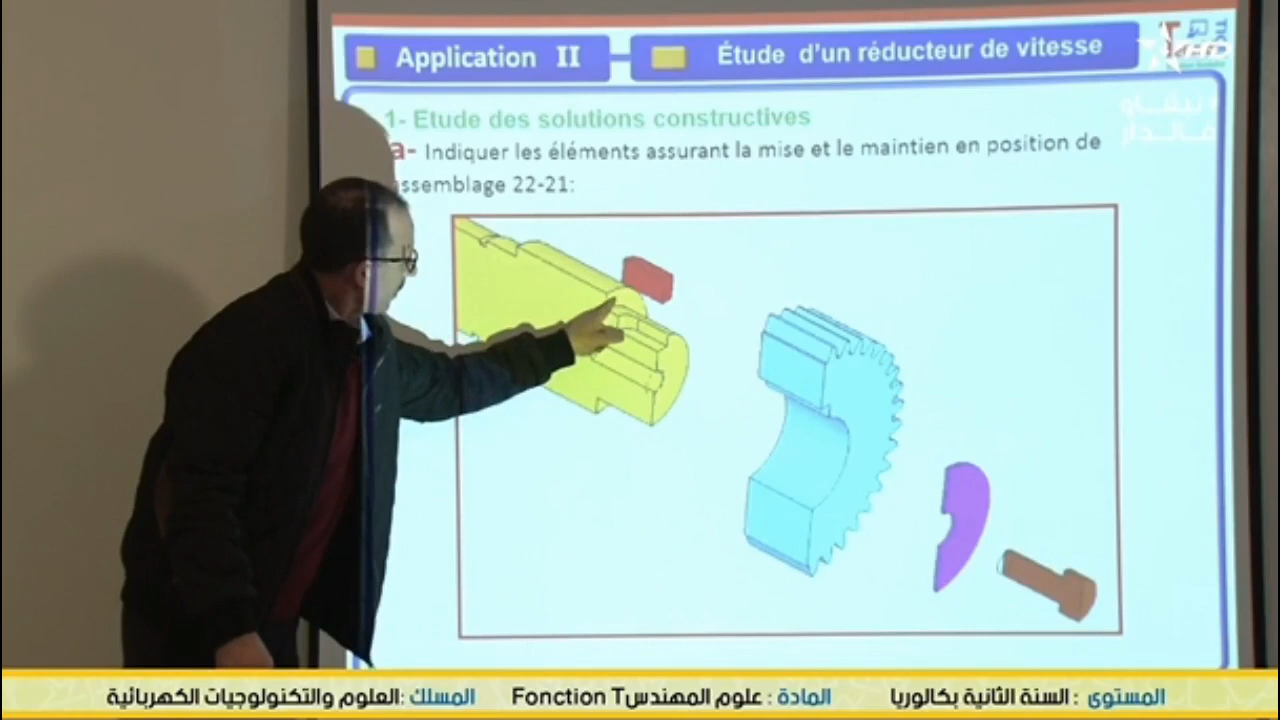 Application II
Étude d'un réducteur de vitesse
HD
1- Etude des solutions constructives
a- Indiquer les éléments assurant la mise et le maintien en position de
assemblage 22-21:
المستوى : السنة الثانية بكالوريا
المادة : علوم المهندس Fonction T
المسلك :العلوم والتكنولوجيات الكهربائية